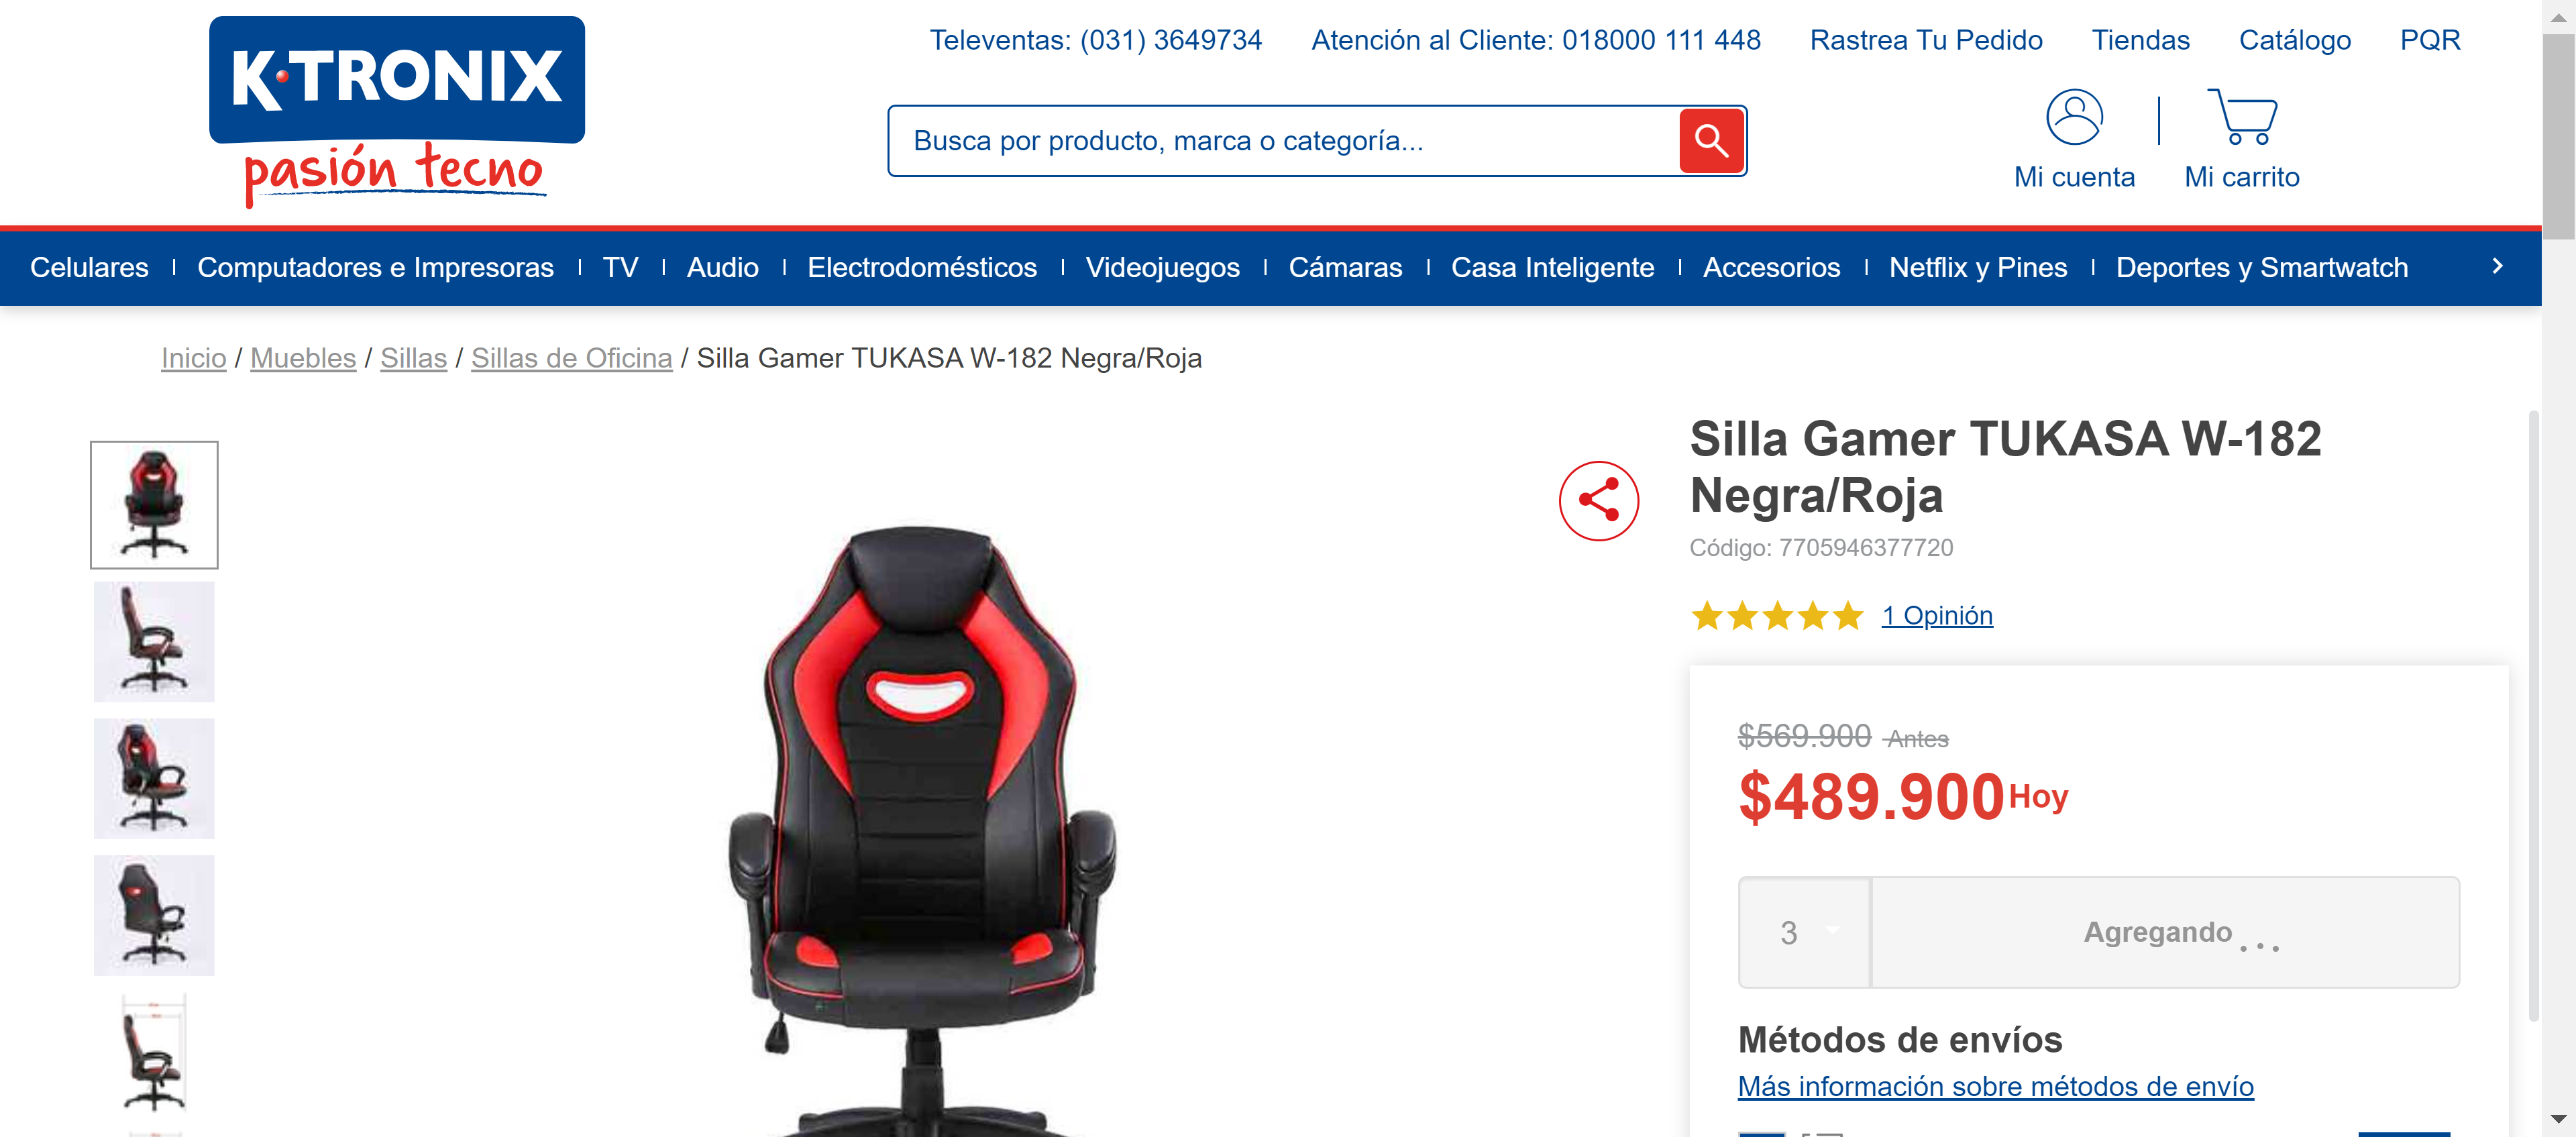 K·TRONIX
pasión tecno
Televentas: (031) 3649734 Atención al Cliente: 018000 111 448 Rastrea Tu Pedido Tiendas Catálogo PQR
Busca por producto, marca o categoría...
Mi cuenta
Mi carrito
Celulares Computadores e Impresoras TV Audio Electrodomésticos Videojuegos Cámaras Casa Inteligente Accesorios Netflix y Pines Deportes y Smartwatch
Inicio / Muebles / Sillas / Sillas de Oficina / Silla Gamer TUKASA W-182 Negra/Roja
Silla Gamer TUKASA W-182
Negra/Roja
Código: 7705946377720
1 Opinión
$569.900 Antes
$489.900 Hoy
3
Agregando ...
Métodos de envíos
Más información sobre métodos de envío